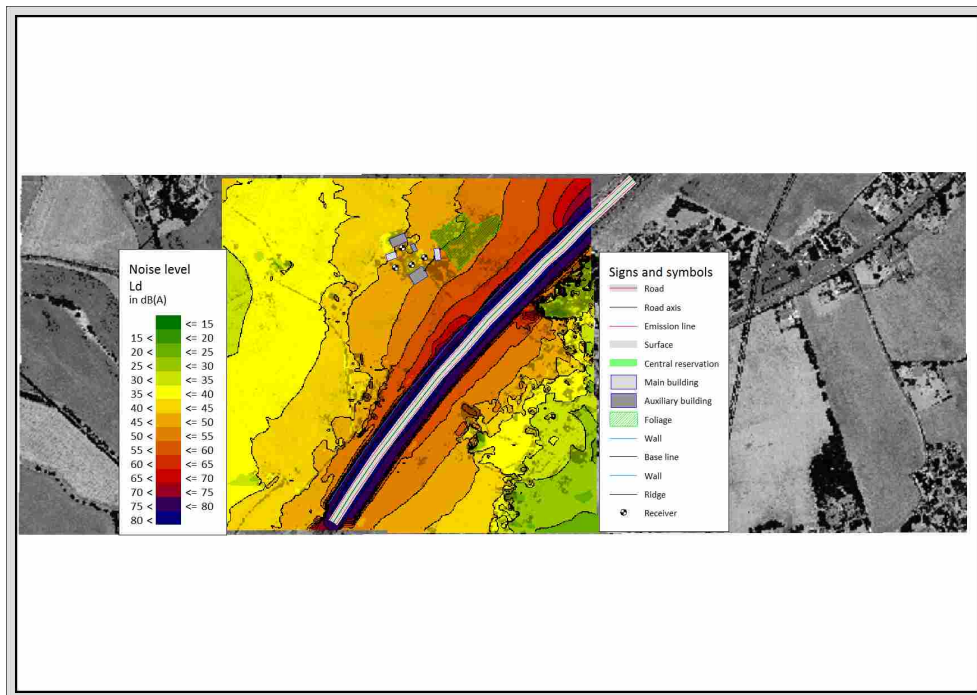 Noise level
Ld
in dB(A)
<= 15
15 < <= 20
20 < <= 25
25 < <= 30
30 < <= 35
35 < <= 40
40 < <= 45
45 < <= 50
50 < <= 55
55 < <= 60
60 < <= 65
65 < <= 70
70 < <= 75
75 < <= 80
80 <
Signs and symbols
Road
Road axis
Emission line
Surface
Central reservation
Main building
Auxiliary building
Foliage
Wall
Base line
Wall
Ridge
Receiver